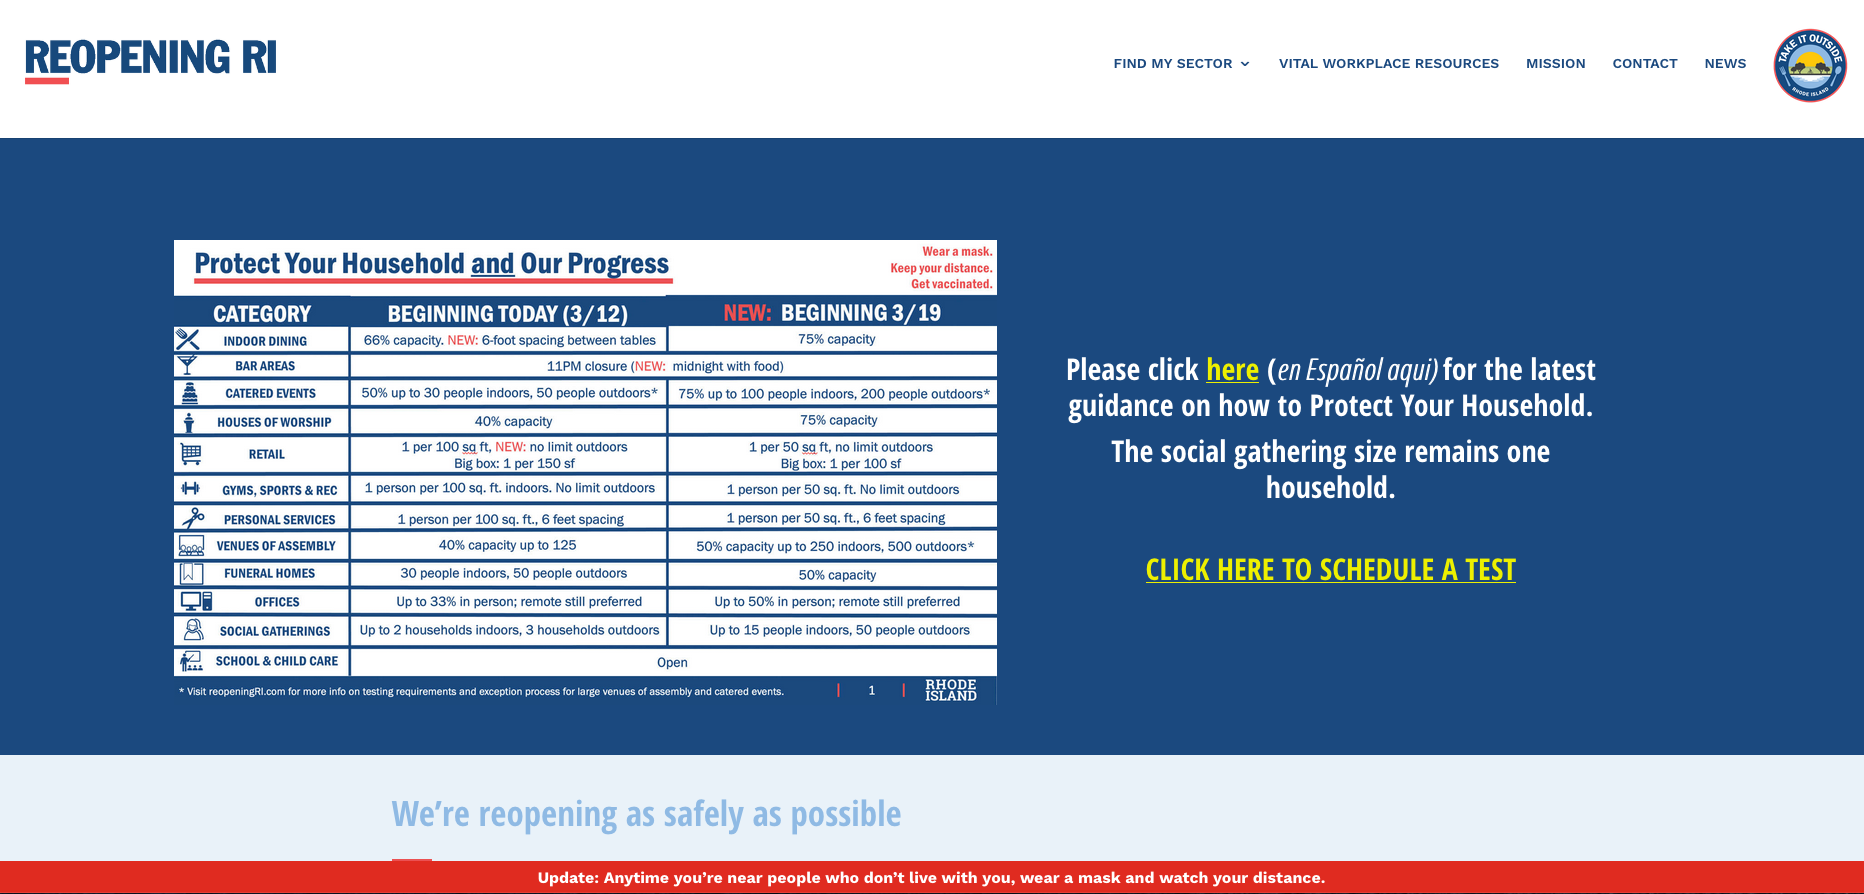 REOPENING RI
FIND MY SECTOR
VITAL WORKPLACE RESOURCES
MISSION
CONTACT
NEWS
TAKE IT OUTSIDE
RHODE ISLAND
Protect Your Household and Our Progress
Wear a mask.
Keep your distance.
Get vaccinated.
CATEGORY BEGINNING TODAY (3/12) NEW: BEGINNING 3/19
INDOOR DINING 66% capacity. NEW: 6-foot spacing between tables 75% capacity
BAR AREAS 11PM closure (NEW: midnight with food)
CATERED EVENTS 50% up to 30 people indoors, 50 people outdoors* 75% up to 100 people indoors, 200 people outdoors*
HOUSES OF WORSHIP 40% capacity 75% capacity
RETAIL 1 per 100 sq ft, NEW: no limit outdoors 1 per 50 sq ft, no limit outdoors
Big box: 1 per 150 sf Big box: 1 per 100 sf
GYMS, SPORTS & REC 1 person per 100 sq. ft. indoors. No limit outdoors 1 person per 50 sq. ft. No limit outdoors
PERSONAL SERVICES 1 person per 100 sq. ft., 6 feet spacing 1 person per 50 sq. ft., 6 feet spacing
VENUES OF ASSEMBLY 40% capacity up to 125 50% capacity up to 250 indoors, 500 outdoors*
FUNERAL HOMES 30 people indoors, 50 people outdoors 50% capacity
OFFICES Up to 33% in person; remote still preferred Up to 50% in person; remote still preferred
SOCIAL GATHERINGS Up to 2 households indoors, 3 households outdoors Up to 15 people indoors, 50 people outdoors
SCHOOL & CHILD CARE Open
* Visit reopeningRI.com for more info on testing requirements and exception process for large venues of assembly and catered events.
1
RHODE
ISLAND
Please click here (en Español aqui) for the latest
guidance on how to Protect Your Household.
The social gathering size remains one
household.
CLICK HERE TO SCHEDULE A TEST
We're reopening as safely as possible
Update: Anytime you're near people who don't live with you, wear a mask and watch your distance.